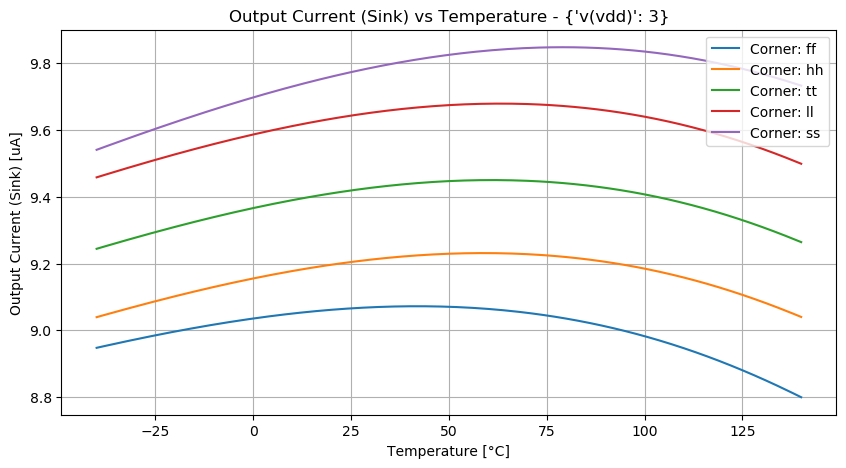 Output Current (Sink) vs Temperature - {'v(vdd)': 3}
Output Current (Sink) [uA]
9.8
9.6
9.4
9.2
9.0
8.8
Corner: ff
Corner: hh
Corner: tt
Corner: ll
Corner: ss
−25 0 25 50 75 100 125
Temperature [°C]